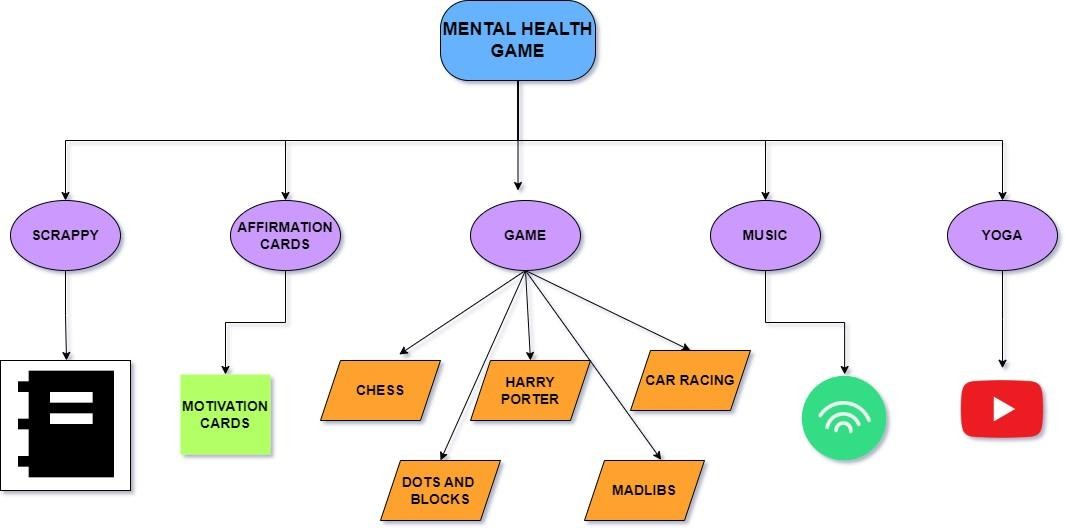 MENTAL HEALTH
GAME
SCRAPPY
AFFIRMATION
CARDS
GAME
MUSIC
YOGA
MOTIVATION
CARDS
CHESS
HARRY
PORTER
CAR RACING
DOTS AND
BLOCKS
MADLIBS